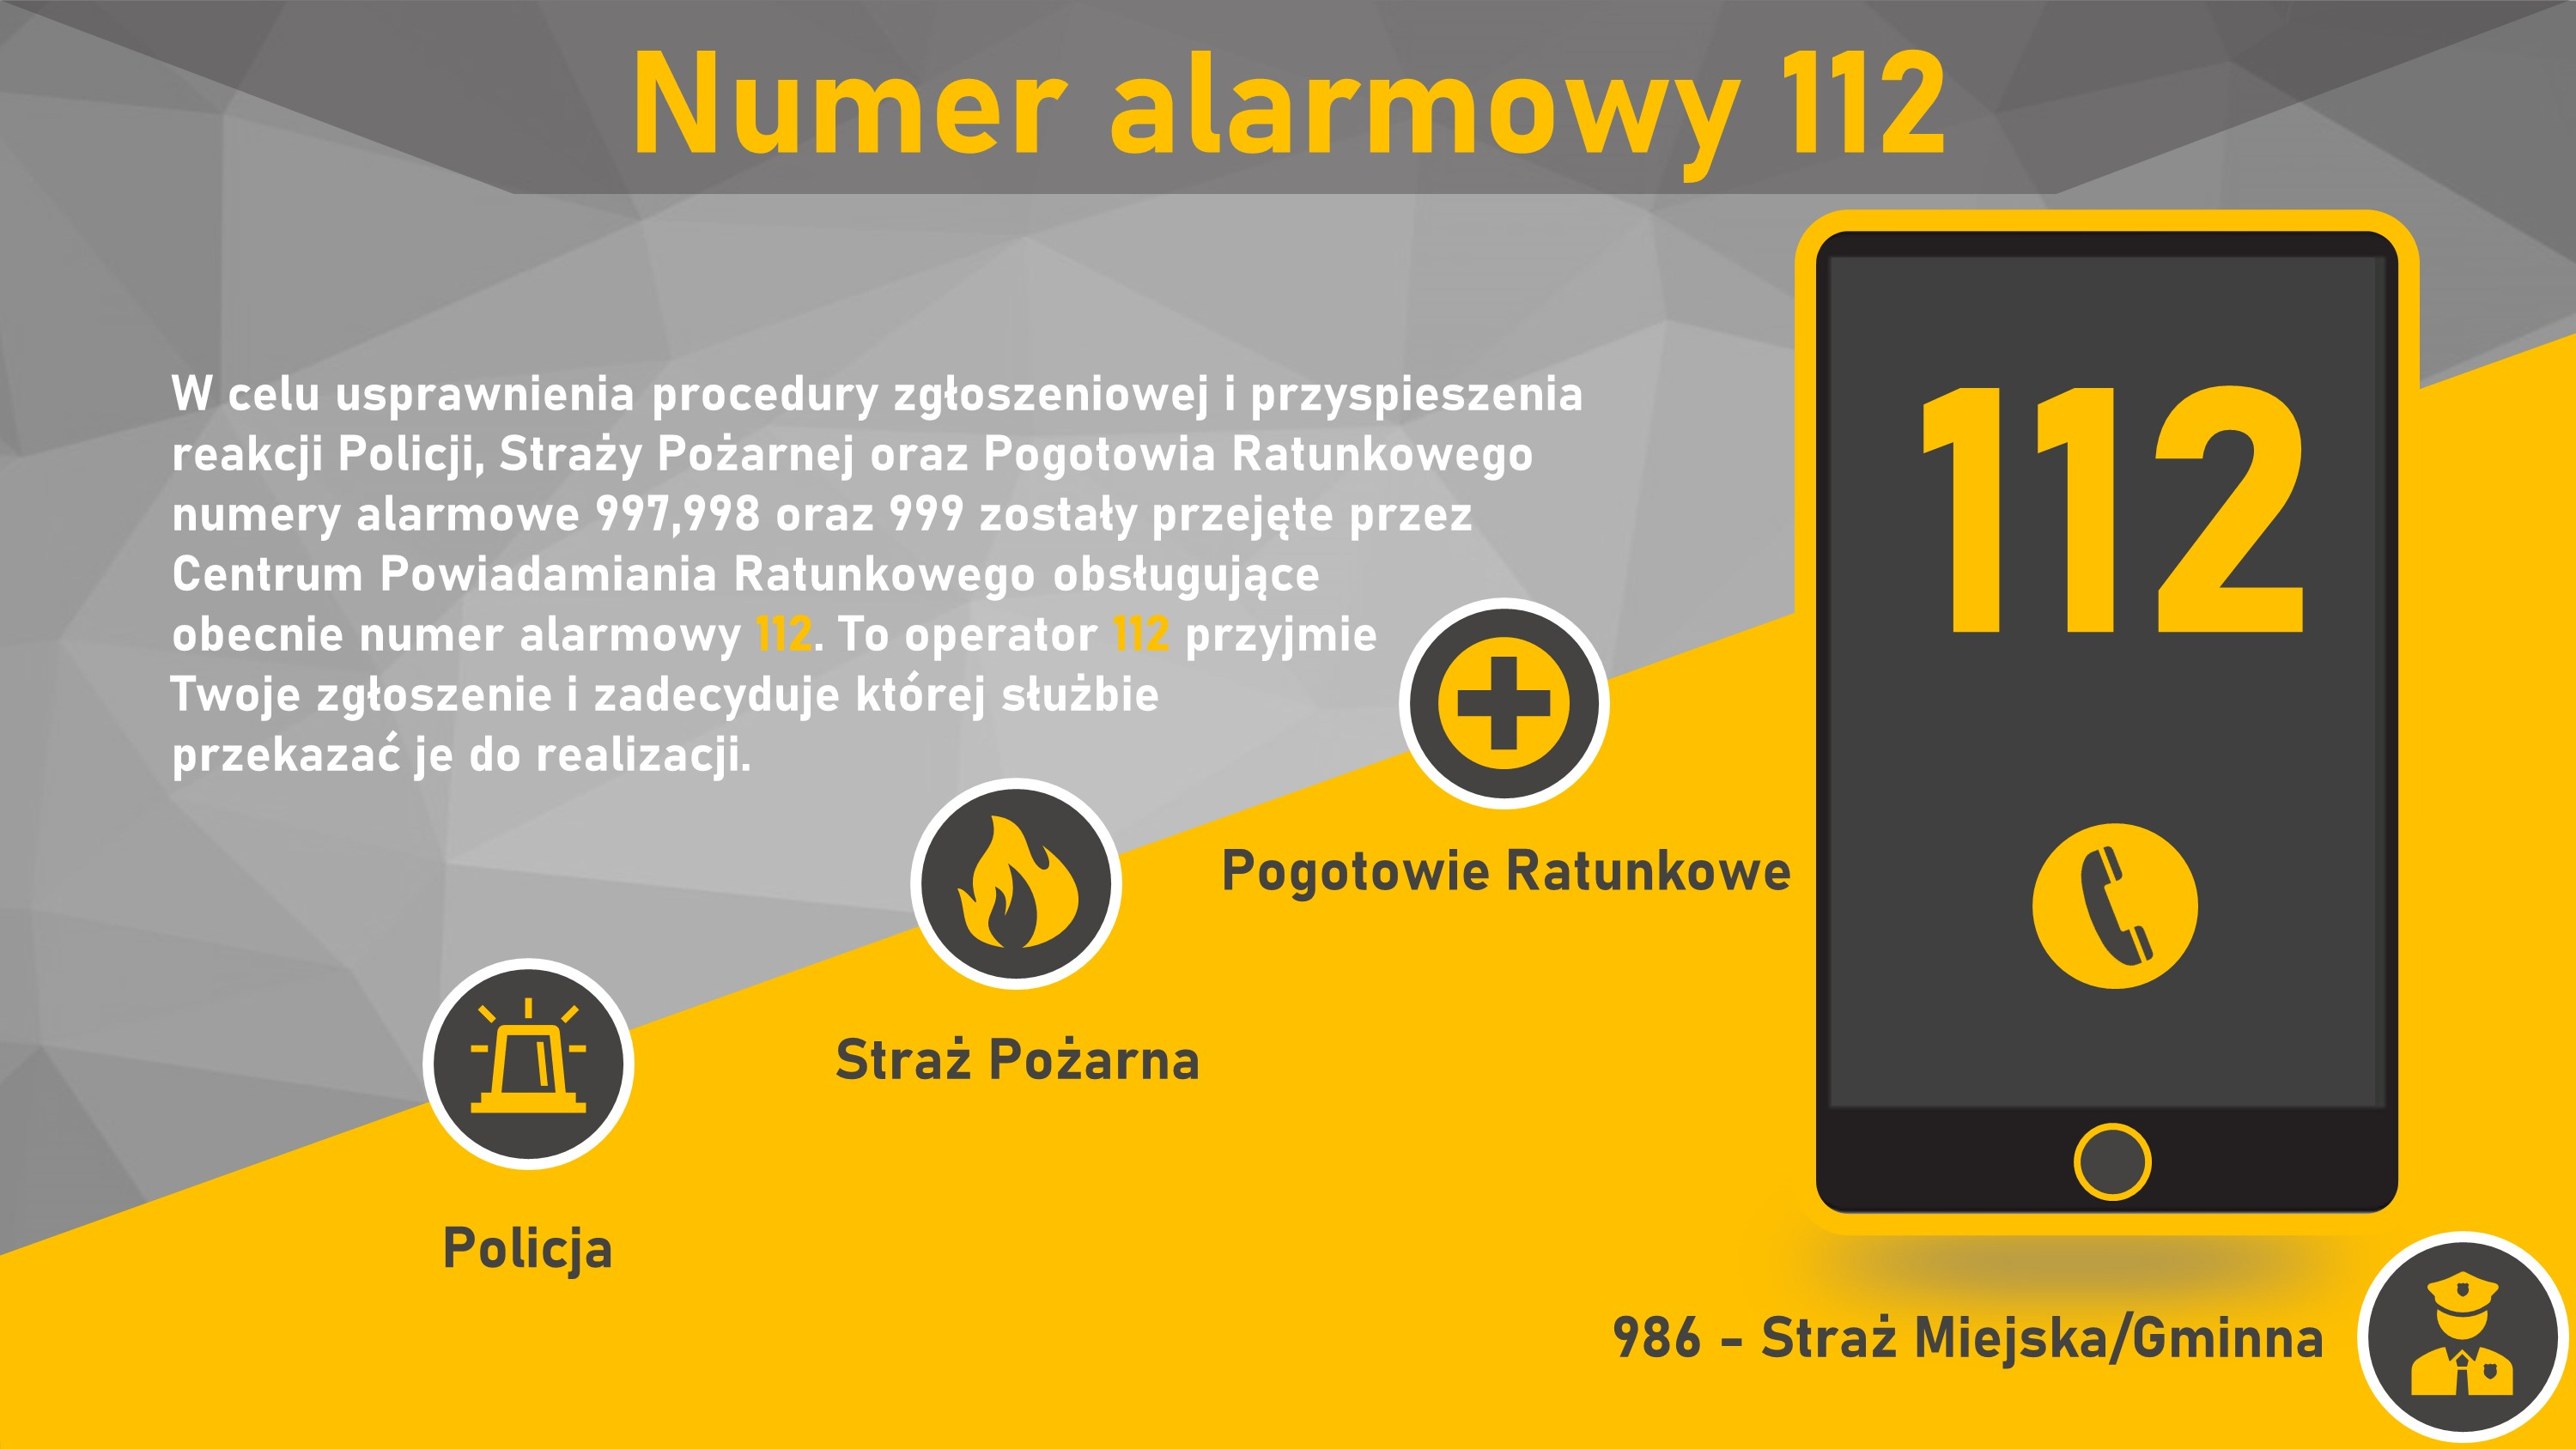 Numer alarmowy 112
W celu usprawnienia procedury zgłoszeniowej i przyspieszenia
reakcji Policji, Straży Pożarnej oraz Pogotowia Ratunkowego
numery alarmowe 997,998 oraz 999 zostały przejęte przez
Centrum Powiadamiania Ratunkowego obsługujące
obecnie numer alarmowy 112. To operator 112 przyjmie
Twoje zgłoszenie i zadecyduje której służbie
przekazać je do realizacji.
112
Pogotowie Ratunkowe
Straż Pożarna
Policja
986 - Straż Miejska/Gminna